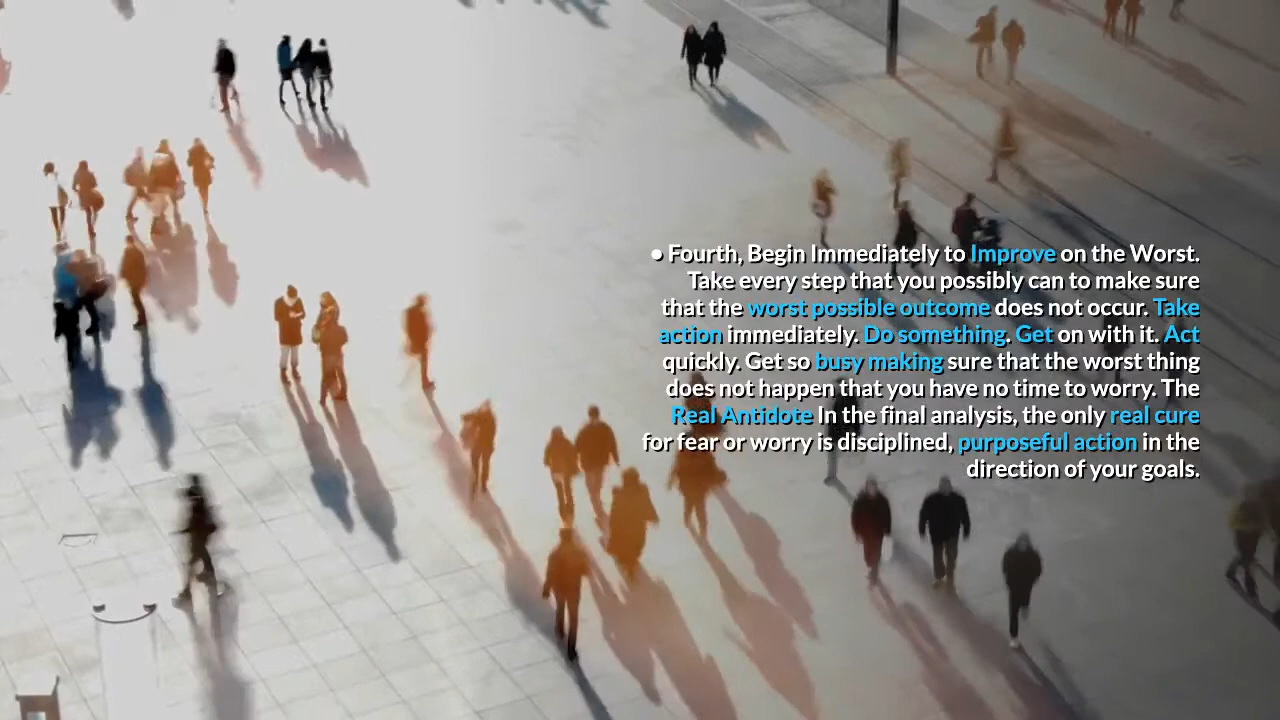 • Fourth, Begin Immediately to Improve on the Worst.
Take every step that you possibly can to make sure
that the worst possible outcome does not occur. Take
action immediately. Do something. Get on with it. Act
quickly. Get so busy making sure that the worst thing
does not happen that you have no time to worry. The
Real Antidote In the final analysis, the only real cure
for fear or worry is disciplined, purposeful action in the
direction of your goals.